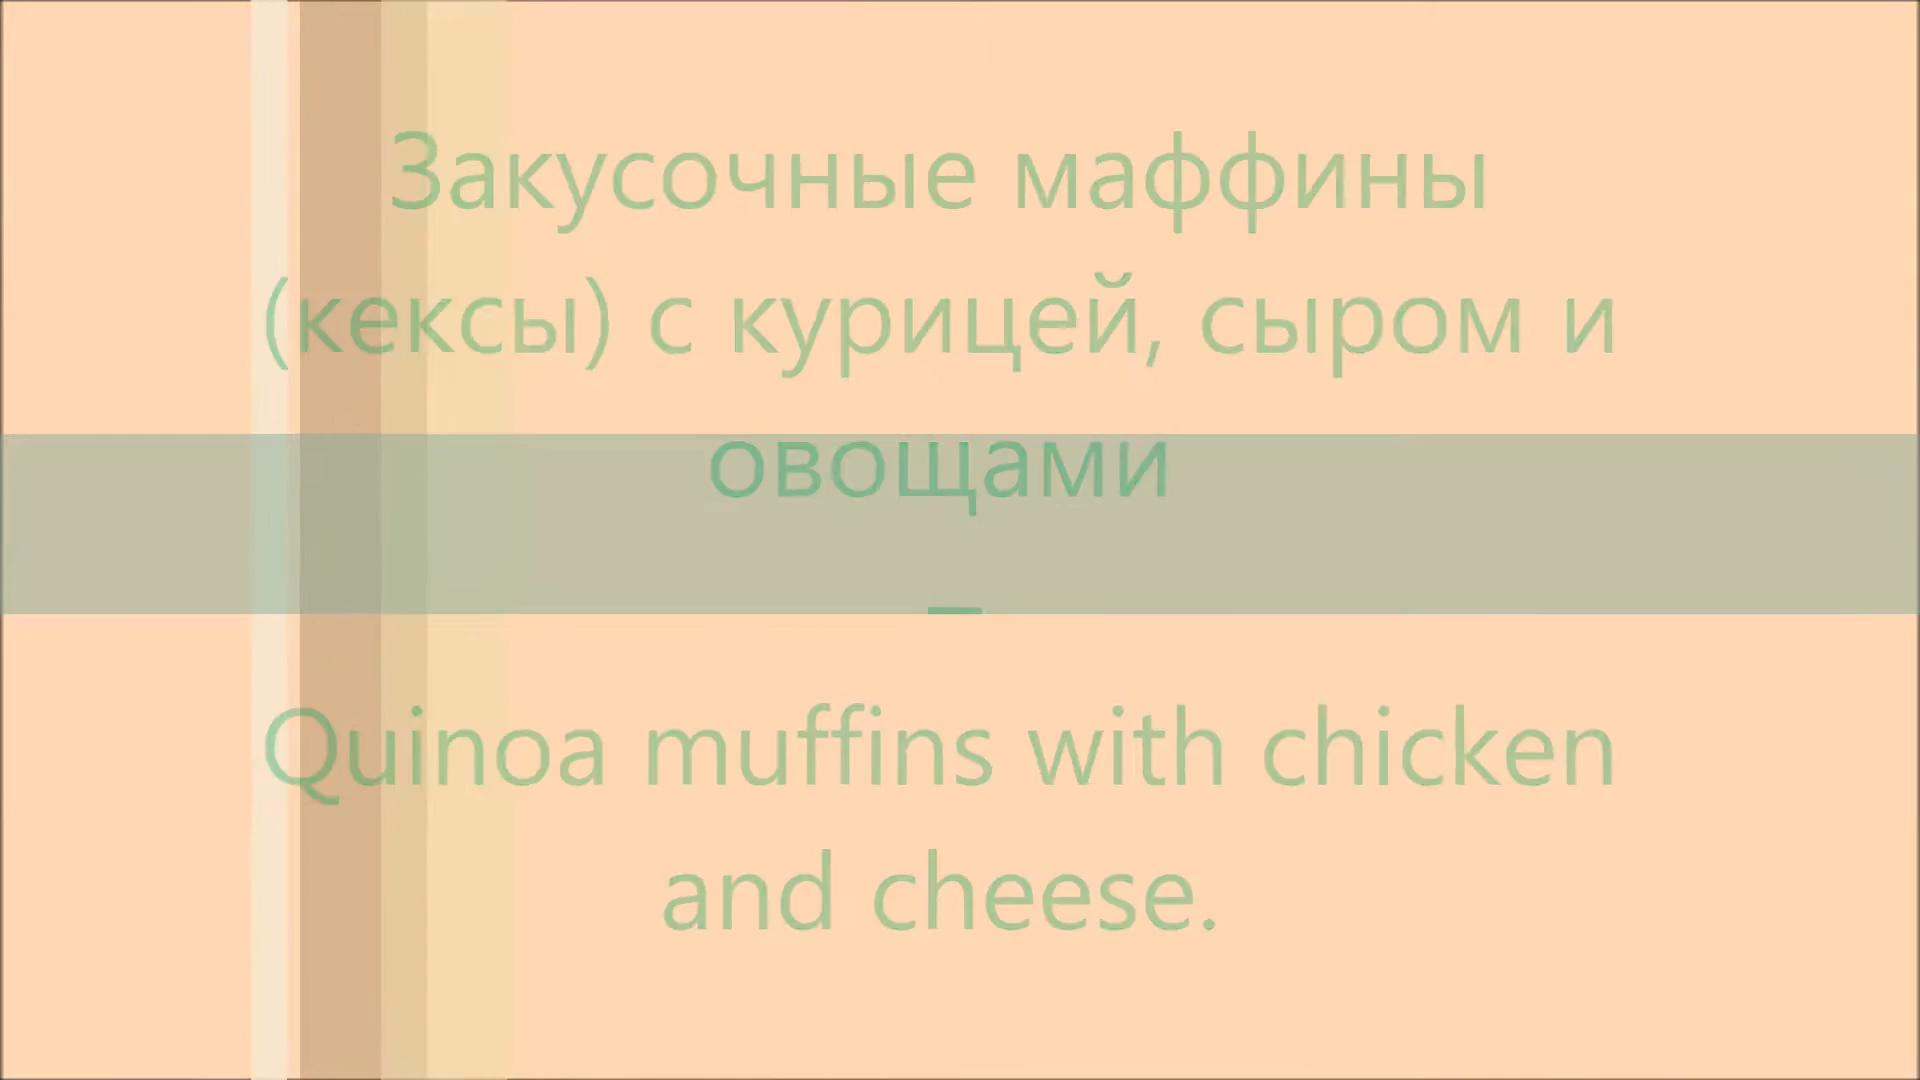 Закусочные маффины
(кексы) с курицей, сыром и
овощами
–
Quinoa muffins with chicken
and cheese.